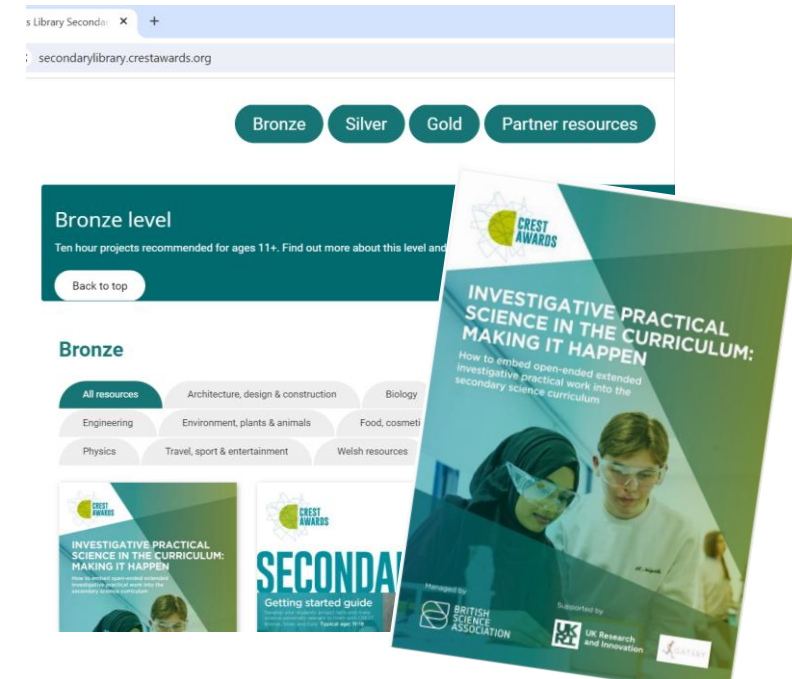 s Library Seconda
secondarylibrary.crestawards.org
Bronze
Silver
Gold
Partner resources
Bronze level
Ten hour projects recommended for ages 11+. Find out more about this level and
Back to top
Bronze
All resources
Architecture, design & construction
Biology
Engineering
Environment, plants & animals
Food, cosmeti
Physics
Travel, sport & entertainment
Welsh resources
CREST
AWARDS
INVESTIGATIVE PRACTICAL
SCIENCE IN THE CURRICULUM:
MAKING IT HAPPEN
How to embed open-ended extended
investigative practical work into the
secondary science curriculum
CREST
AWARDS
SECONDA
Getting started guide
CREST
AWARDS
INVESTIGATIVE PRACTICAL
SCIENCE IN THE CURRICULUM:
MAKING IT HAPPEN
How to embed open-ended extended
investigative practical work into the
secondary science curriculum
Managed by
BRITISH
SCIENCE
ASSOCIATION
Supported by
UK
RI
UK Research
and Innovation
GATSBY